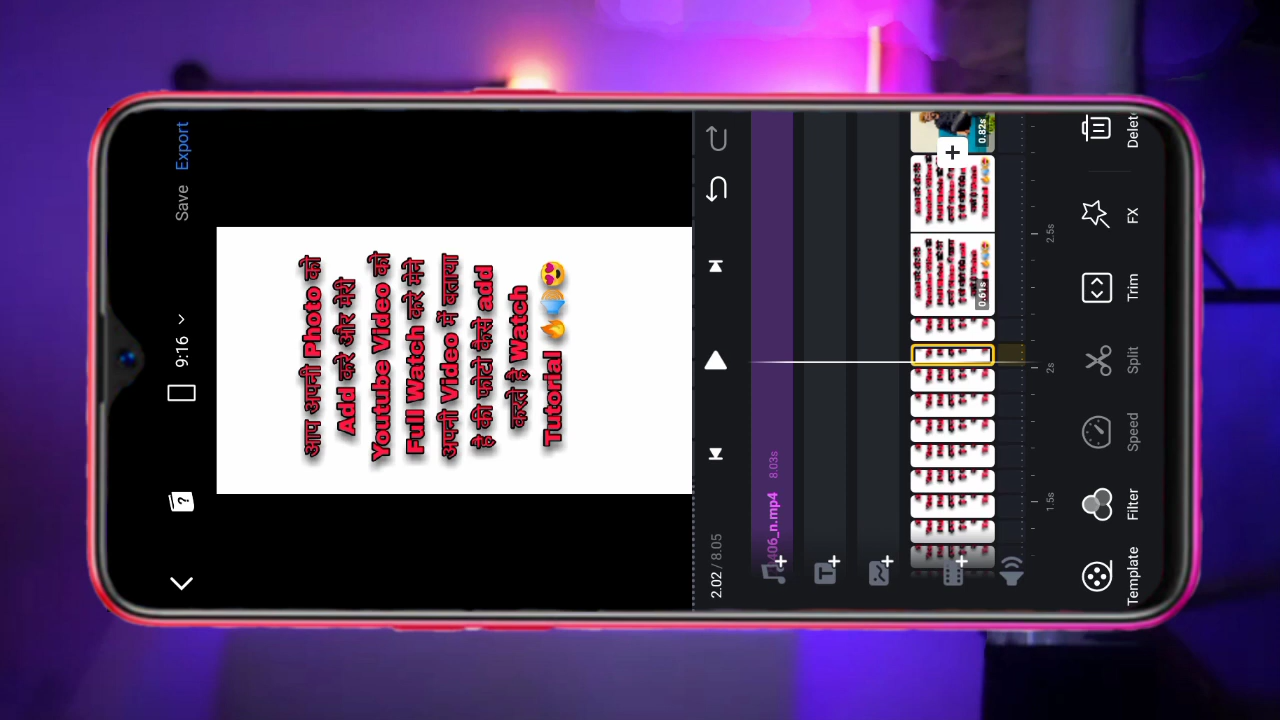 Save Export
9:16
आप अपनी Photo को
Add करे और मेरी
Youtube Video को
Full Watch करे मेने
अपनी Video में बताया
है की फोटो कैसे add
करते है Watch
Tutorial 🔥🍧😍
2.02 / 8.05
406_n.mp4 8.03s
T
0.61s
0.82s
1.5s
2s
2.5s
Template
Filter
Speed
Split
Trim
FX
Delete